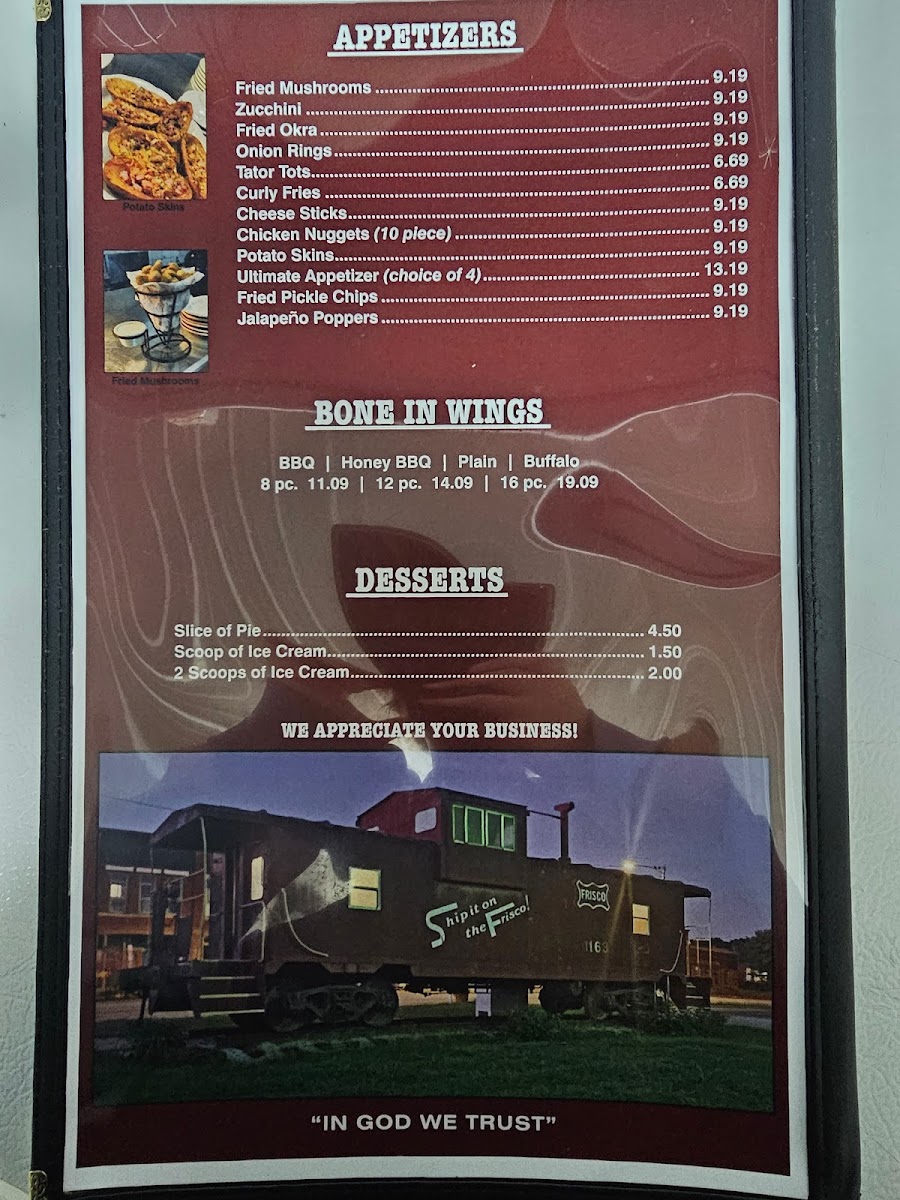 APPETIZERS
Fried Mushrooms 9.19
Zucchini 9.19
Fried Okra 9.19
Onion Rings 9.19
Tator Tots 6.69
Curly Fries 6.69
Cheese Sticks 9.19
Chicken Nuggets (10 piece) 9.19
Potato Skins 9.19
Ultimate Appetizer (choice of 4) 13.19
Fried Pickle Chips 9.19
Jalapeño Poppers 9.19
Potato Skins
Fried Mushrooms
BONE IN WINGS
BBQ | Honey BBQ | Plain | Buffalo
8 pc. 11.09 | 12 pc. 14.09 | 16 pc. 19.09
DESSERTS
Slice of Pie 4.50
Scoop of Ice Cream 1.50
2 Scoops of Ice Cream 2.00
WE APPRECIATE YOUR BUSINESS!
Ship it on
the Frisco!
FRISCO
1163
"IN GOD WE TRUST"